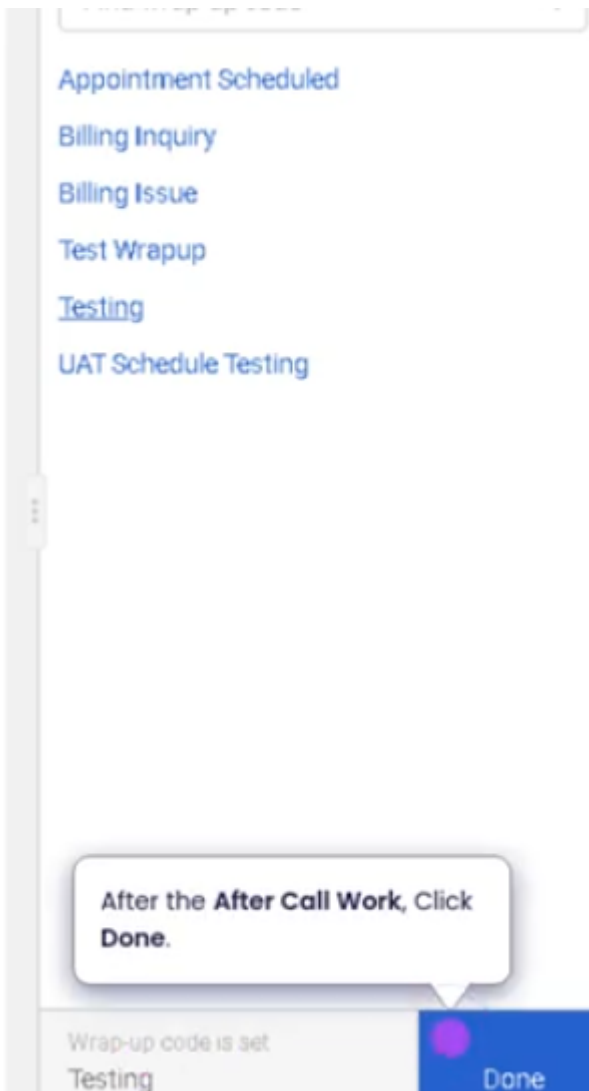 Appointment Scheduled
Billing Inquiry
Billing Issue
Test Wrapup
Testing
UAT Schedule Testing
After the After Call Work, Click
Done.
Wrap-up code is set
Testing
Done